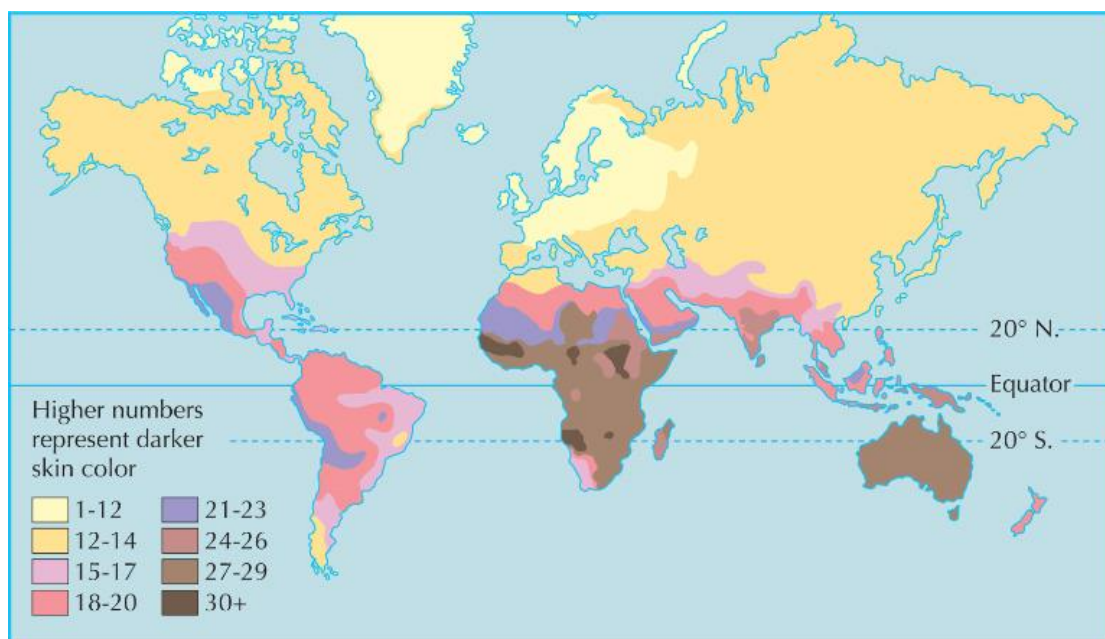 20° N.
Equator
20° S.
Higher numbers
represent darker
skin color
1-12
12-14
15-17
18-20
21-23
24-26
27-29
30+